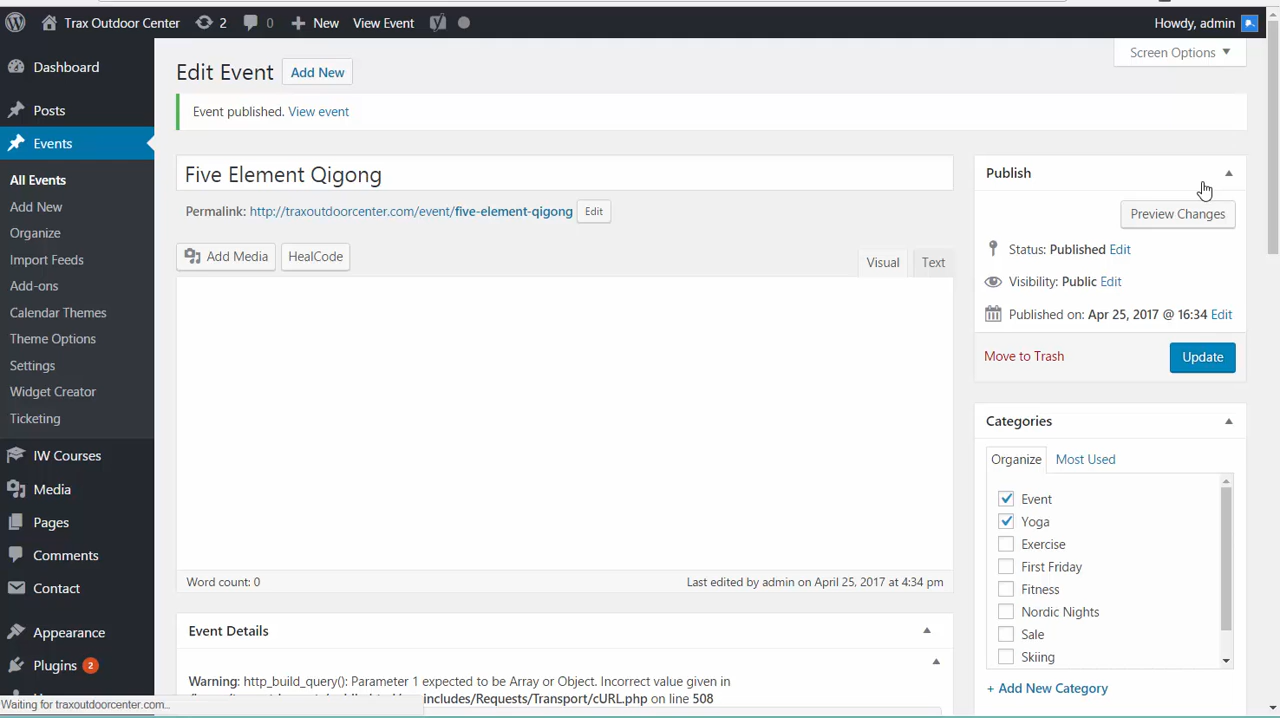 Trax Outdoor Center 2 0 New View Event Howdy, admin
Screen Options
Dashboard
Posts
Events
All Events
Add New
Organize
Import Feeds
Add-ons
Calendar Themes
Theme Options
Settings
Widget Creator
Ticketing
IW Courses
Media
Pages
Comments
Contact
Appearance
Plugins 2
Edit Event Add New
Event published. View event
Five Element Qigong
Permalink: http://traxoutdoorcenter.com/event/five-element-qigong Edit
Add Media HealCode Visual Text
Word count: 0 Last edited by admin on April 25, 2017 at 4:34 pm
Event Details
Warning: http_build_query(): Parameter 1 expected to be Array or Object. Incorrect value given in
includes/Requests/Transport/cURL.php on line 508
Publish
Preview Changes
Status: Published Edit
Visibility: Public Edit
Published on: Apr 25, 2017 @ 16:34 Edit
Move to Trash Update
Categories
Organize Most Used
Event
Yoga
Exercise
First Friday
Fitness
Nordic Nights
Sale
Skiing
+ Add New Category
Waiting for traxoutdoorcenter.com...